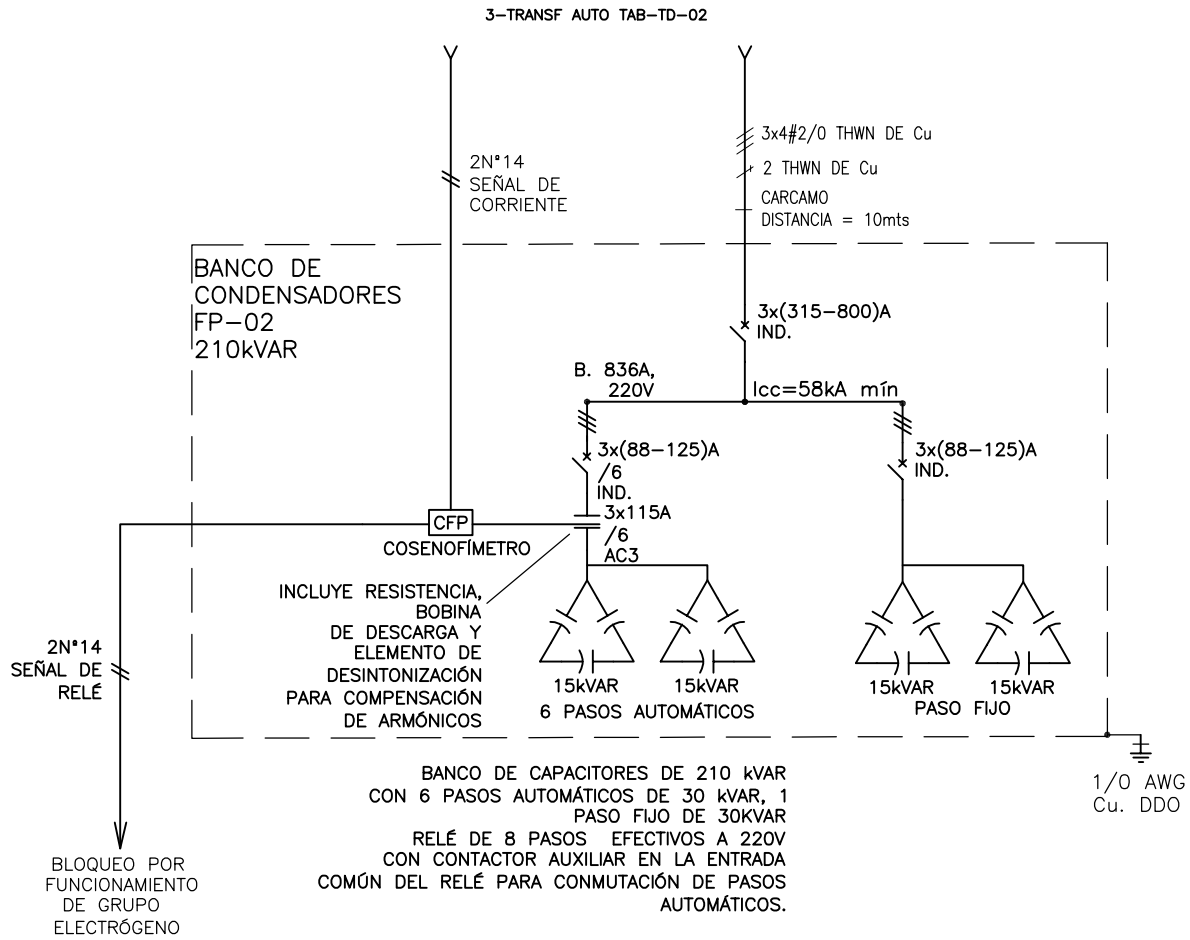 3-TRANSF AUTO TAB-TD-02
3x4#2/0 THWN DE Cu
2 THWN DE Cu
CARCAMO
DISTANCIA = 10mts
2N°14
SEÑAL DE
CORRIENTE
BANCO DE
CONDENSADORES
FP-02
210kVAR
3x(315-800)A
IND.
B. 836A,
220V
Icc=58kA mín
3x(88-125)A
/6
IND.
3x(88-125)A
IND.
3x115A
/6
AC3
CFP
COSENOFÍMETRO
INCLUYE RESISTENCIA,
BOBINA
DE DESCARGA Y
ELEMENTO DE
DESINTONIZACIÓN
PARA COMPENSACIÓN
DE ARMÓNICOS
2N°14
SEÑAL DE
RELÉ
15kVAR
15kVAR
6 PASOS AUTOMÁTICOS
15kVAR
15kVAR
PASO FIJO
BANCO DE CAPACITORES DE 210 kVAR
CON 6 PASOS AUTOMÁTICOS DE 30 kVAR, 1
PASO FIJO DE 30KVAR
RELÉ DE 8 PASOS EFECTIVOS A 220V
CON CONTACTOR AUXILIAR EN LA ENTRADA
COMÚN DEL RELÉ PARA CONMUTACIÓN DE PASOS
AUTOMÁTICOS.
1/0 AWG
Cu. DDO
BLOQUEO POR
FUNCIONAMIENTO
DE GRUPO
ELECTRÓGENO